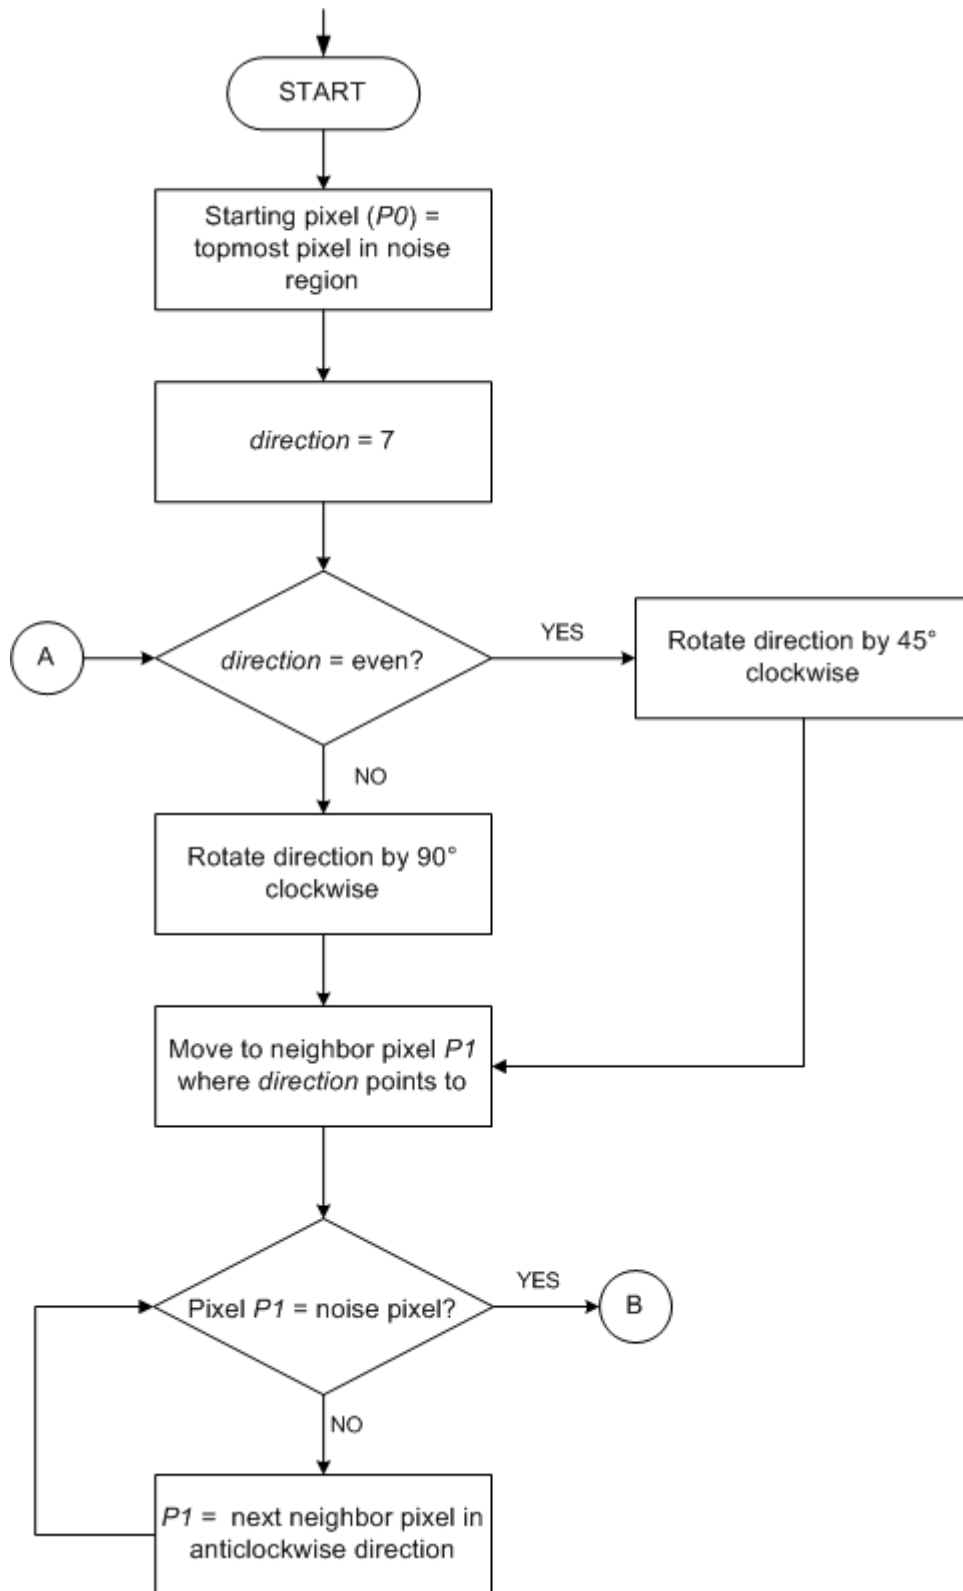 START
Starting pixel (P0) =
topmost pixel in noise
region
direction = 7
A
direction = even?
YES
Rotate direction by 45°
clockwise
NO
Rotate direction by 90°
clockwise
Move to neighbor pixel P1
where direction points to
Pixel P1 = noise pixel?
YES
B
NO
P1 = next neighbor pixel in
anticlockwise direction